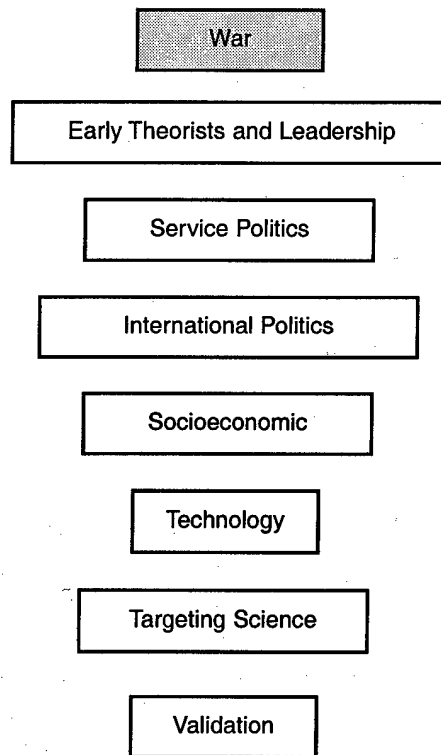 War
Early Theorists and Leadership
Service Politics
International Politics
Socioeconomic
Technology
Targeting Science
Validation